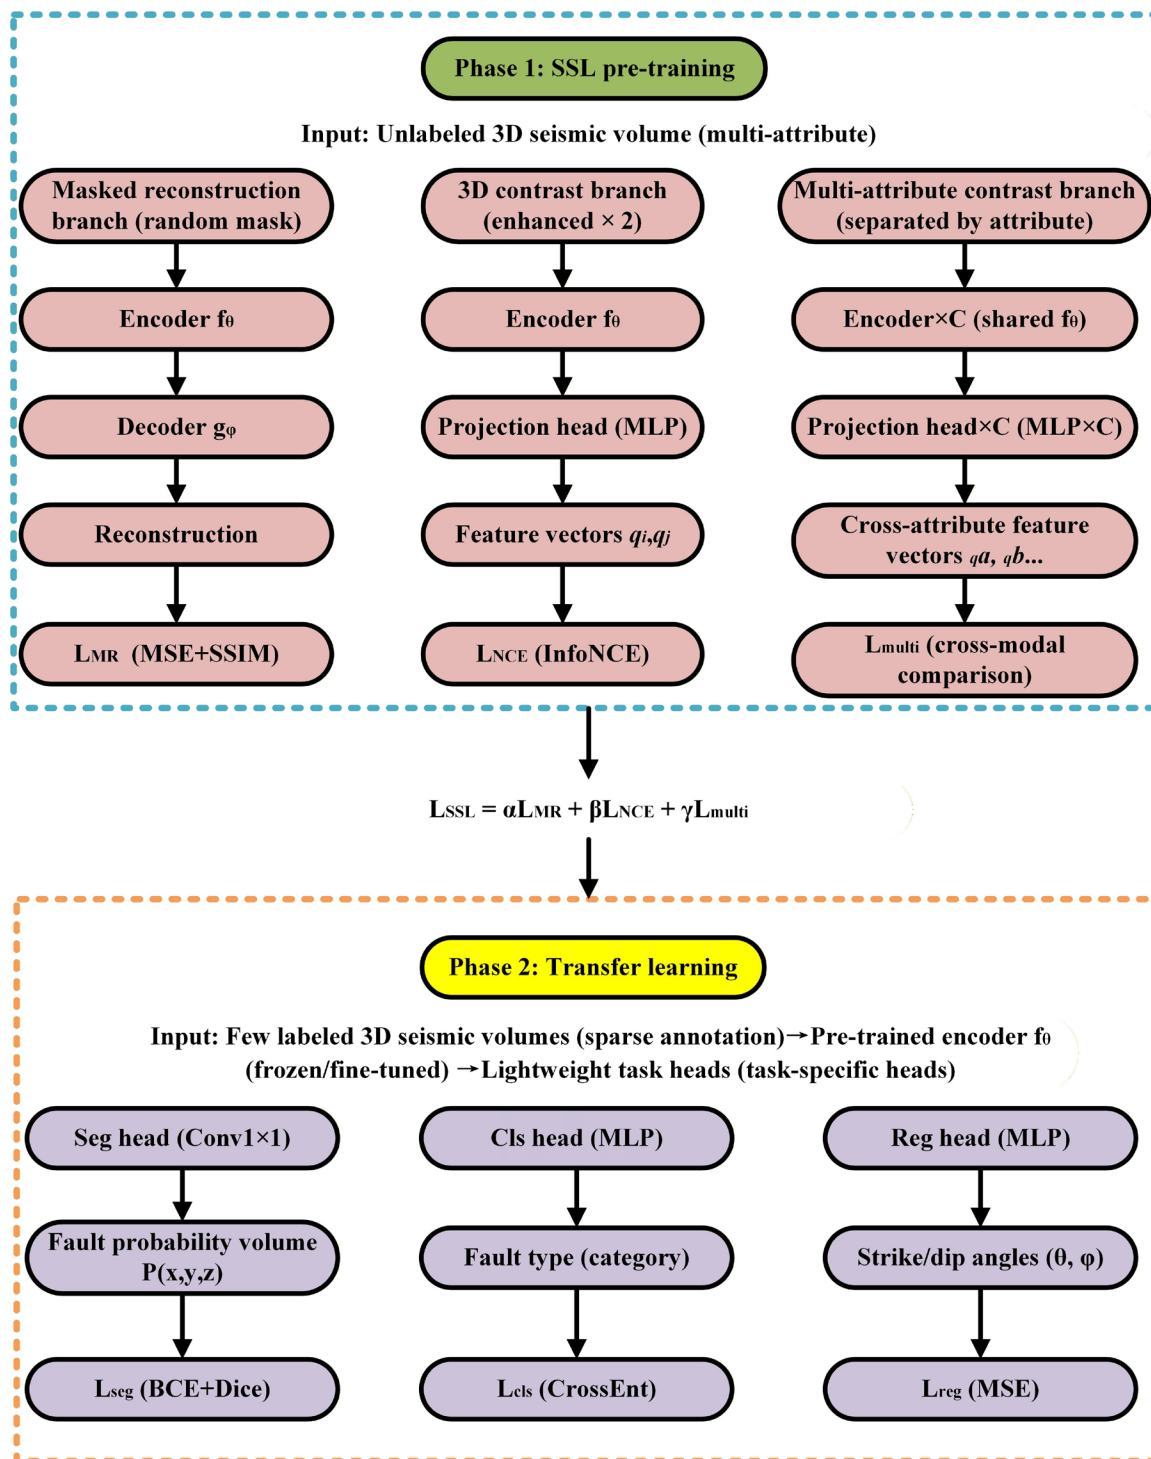 Phase 1: SSL pre-training
Input: Unlabeled 3D seismic volume (multi-attribute)
Masked reconstruction
branch (random mask)
Encoder fθ
Decoder gφ
Reconstruction
LMR (MSE+SSIM)
3D contrast branch
(enhanced × 2)
Encoder fθ
Projection head (MLP)
Feature vectors qi,qj
LNCE (InfoNCE)
Multi-attribute contrast branch
(separated by attribute)
Encoder×C (shared fθ)
Projection head×C (MLP×C)
Cross-attribute feature
vectors qa, qb...
Lmulti (cross-modal
comparison)
LSSL = αLMR + βLNCE + γLmulti
Phase 2: Transfer learning
Input: Few labeled 3D seismic volumes (sparse annotation)→Pre-trained encoder fθ
(frozen/fine-tuned) →Lightweight task heads (task-specific heads)
Seg head (Conv1×1)
Fault probability volume
P(x,y,z)
Lseg (BCE+Dice)
Cls head (MLP)
Fault type (category)
Lcls (CrossEnt)
Reg head (MLP)
Strike/dip angles (θ, φ)
Lreg (MSE)